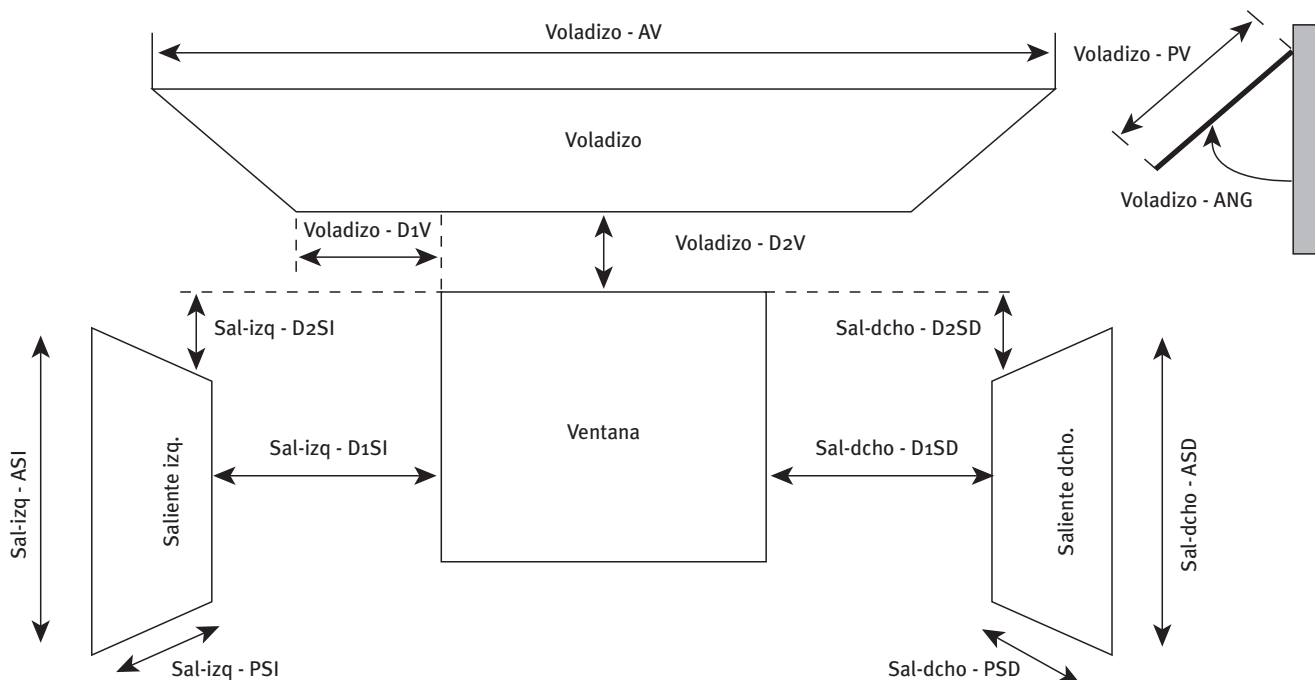 Voladizo - AV
Voladizo - PV
Voladizo
Voladizo - ANG
Voladizo - D1V
Voladizo - D2V
Sal-izq - D2SI
Sal-dcho - D2SD
Sal-izq - ASI
Saliente izq.
Sal-izq - D1SI
Ventana
Sal-dcho - D1SD
Saliente dcho.
Sal-dcho - ASD
Sal-izq - PSI
Sal-dcho - PSD